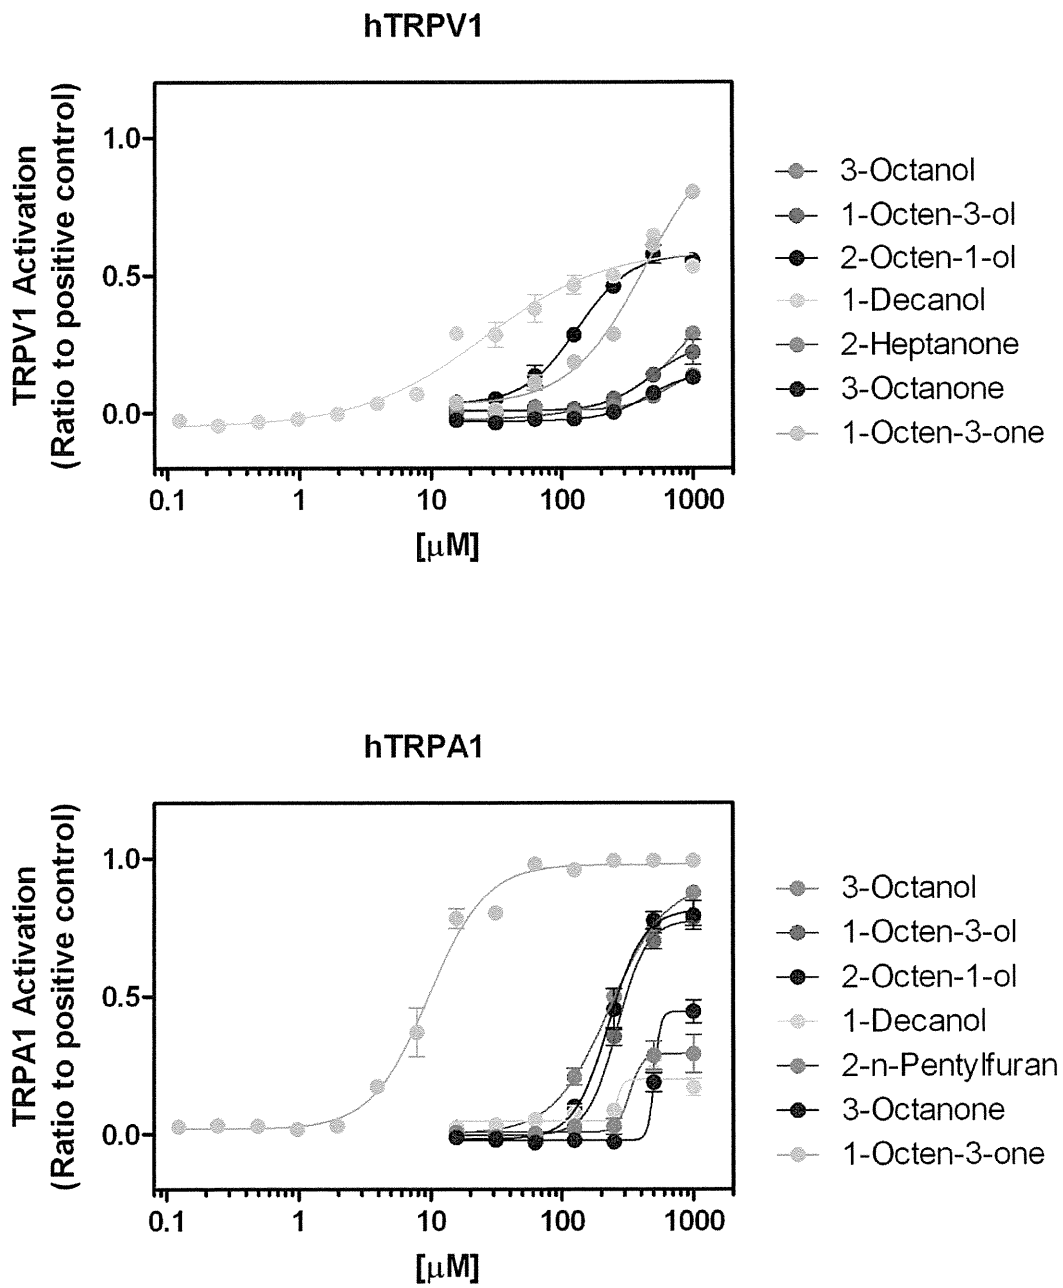 hTRPV1
TRPV1 Activation
(Ratio to positive control)
1.0
0.5
0.0
0.1
1
10
100
1000
[μM]
3-Octanol
1-Octen-3-ol
2-Octen-1-ol
1-Decanol
2-Heptanone
3-Octanone
1-Octen-3-one
hTRPA1
TRPA1 Activation
(Ratio to positive control)
1.0
0.5
0.0
0.1
1
10
100
1000
[μM]
3-Octanol
1-Octen-3-ol
2-Octen-1-ol
1-Decanol
2-n-Pentylfuran
3-Octanone
1-Octen-3-one